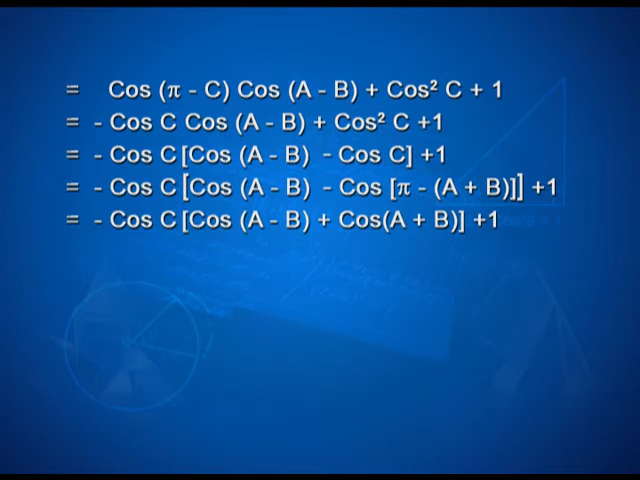 = Cos (π - C) Cos (A - B) + Cos² C + 1
= - Cos C Cos (A - B) + Cos² C +1
= - Cos C [Cos (A - B) - Cos C] +1
= - Cos C [Cos (A - B) - Cos [π - (A + B)]] +1
= - Cos C [Cos (A - B) + Cos(A + B)] +1